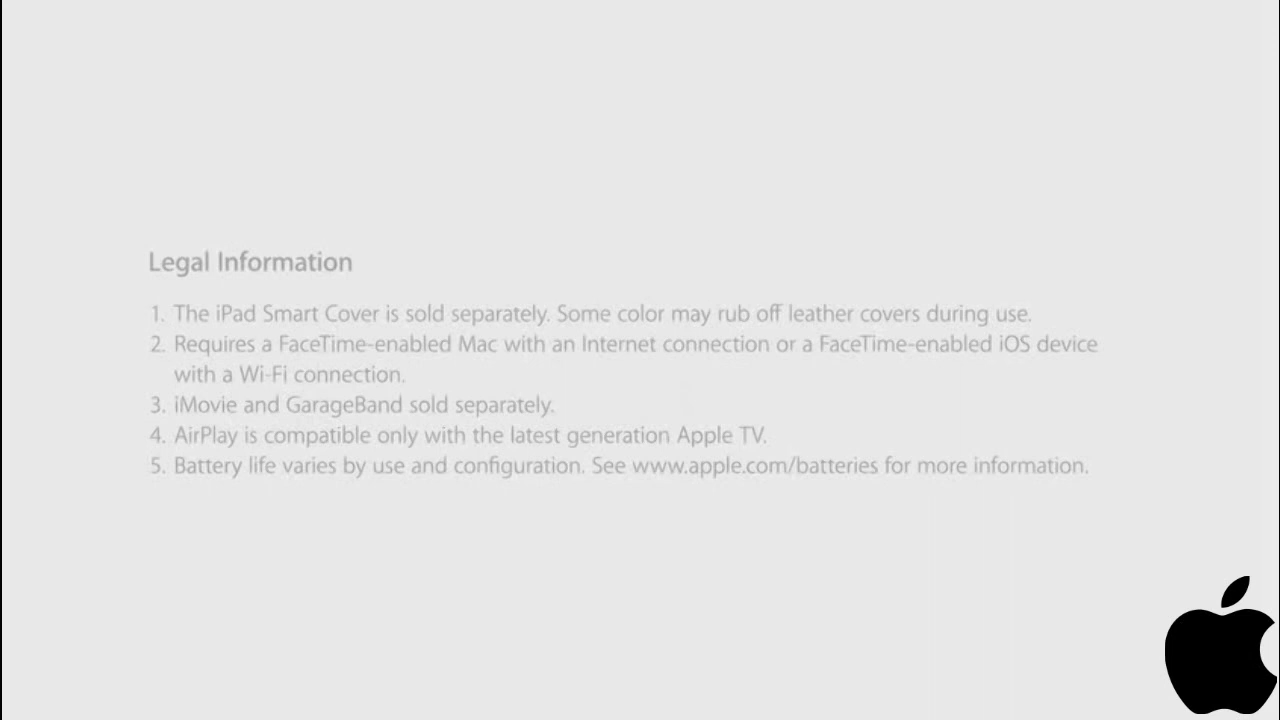 Legal Information
1. The iPad Smart Cover is sold separately. Some color may rub off leather covers during use.
2. Requires a FaceTime-enabled Mac with an Internet connection or a FaceTime-enabled iOS device
with a Wi-Fi connection.
3. iMovie and GarageBand sold separately.
4. AirPlay is compatible only with the latest generation Apple TV.
5. Battery life varies by use and configuration. See www.apple.com/batteries for more information.